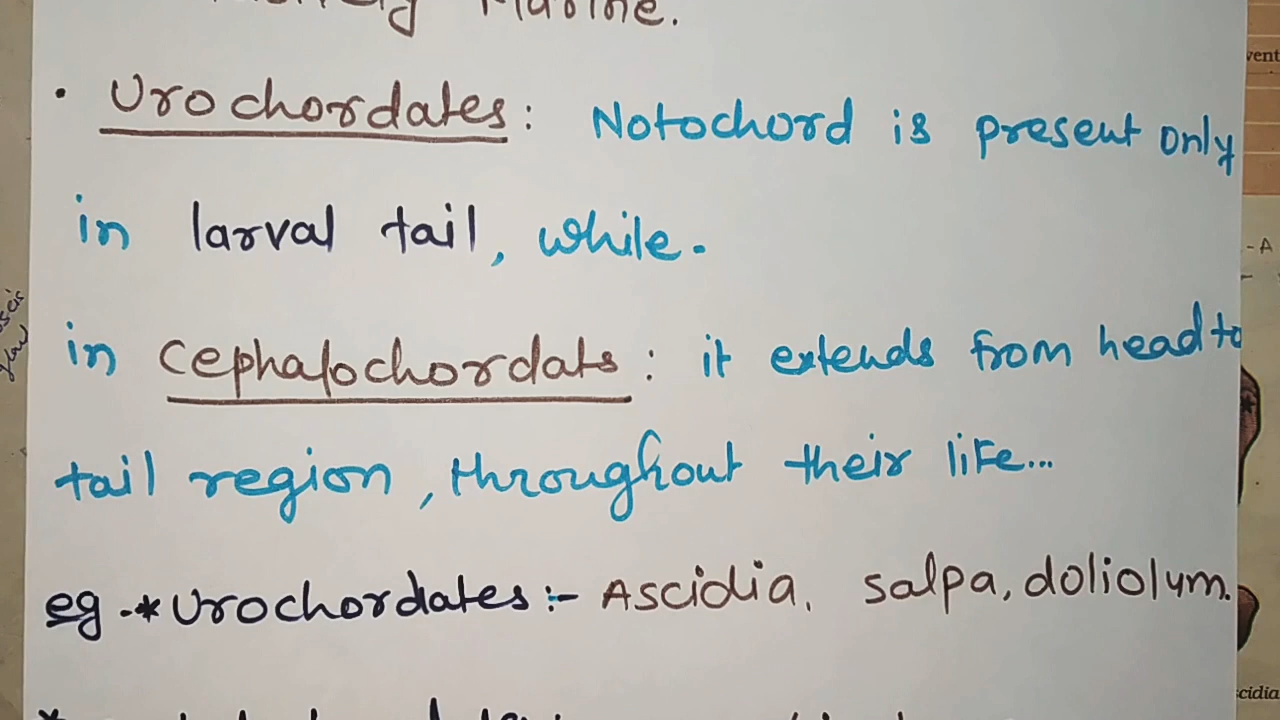 Marine.
• Urochordates: Notochord is present only
in larval tail, while.
in Cephalochordats: it extends from head to
tail region, throughout their life...
eg -* Urochordates:- Ascidia, salpa, doliolum.